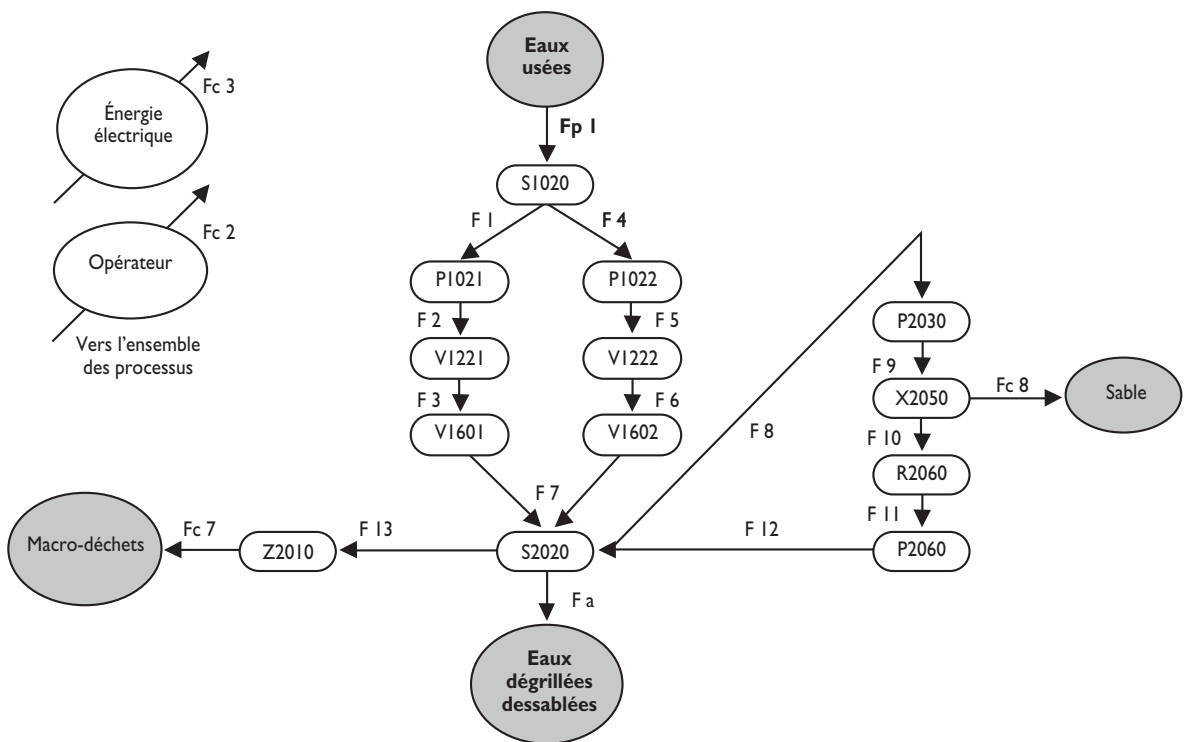 Eaux
usées
Fc 3
Énergie
électrique
Fp 1
S1020
Fc 2
F 1
F 4
Opérateur
P1021
P1022
P2030
F 2
F 5
Vers l'ensemble
des processus
V1221
V1222
F 9
Fc 8
X2050
Sable
F 3
F 6
F 8
V1601
V1602
F 10
R2060
F 7
F 11
Fc 7
F 13
F 12
Macro-déchets
Z2010
S2020
P2060
F a
Eaux
dégrillées
dessablées